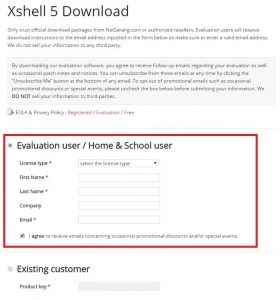 Xshell 5 Download
Only trust official download packages from NetSarang.com or authorized resellers. Evaluation users will receive
download instructions to the email address inputted in the form below so make sure to enter a valid email address.
We do not sell your information to any third party.
By downloading our evaluation software, you agree to receive follow-up emails regarding your evaluation as well
as occasional patch notes and notices. You can unsubscribe from these emails at any time by clicking the
"Unsubscribe Me" button at the bottom of any email. To opt-out of promotional emails such as occasional
promotional discounts or special events, please uncheck the box below before submitting your information. We
DO NOT sell your information to third-parties.
EULA & Privacy Policy : Registered / Evaluation / Free
Evaluation user / Home & School user
License type * select the license type
First Name *
Last Name *
Company
Email *
I agree to receive emails concerning occasional promotional discounts and/or special events.
Existing customer
Product key *